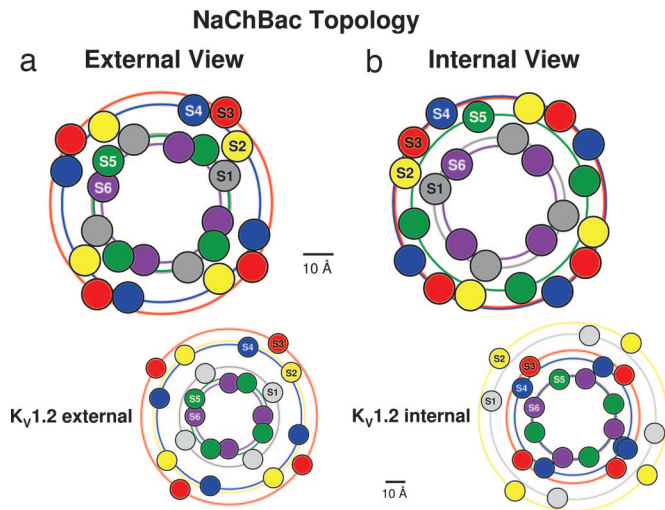 NaChBac Topology
a External View
b Internal View
S4
S3
S2
S5
S1
S6
10 Å
S4
S5
S3
S2
S6
S1
S4
S3
S2
S1
S5
S6
Kv1.2 external
S2
S3
S5
S4
S1
S6
Kv1.2 internal
10 Å